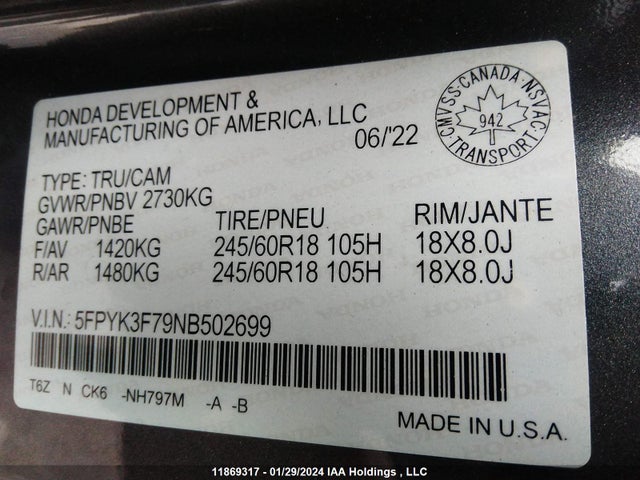 HONDA DEVELOPMENT &
MANUFACTURING OF AMERICA, LLC
06/'22
CMVSS·CANADA·NSVAC
942
TRANSPORT
TYPE: TRU/CAM
GVWR/PNBV 2730KG
GAWR/PNBE TIRE/PNEU RIM/JANTE
F/AV 1420KG 245/60R18 105H 18X8.0J
R/AR 1480KG 245/60R18 105H 18X8.0J
V.I.N.: 5FPYK3F79NB502699
T6Z N CK6 -NH797M -A -B
MADE IN U.S.A.
11869317 - 01/29/2024 IAA Holdings , LLC